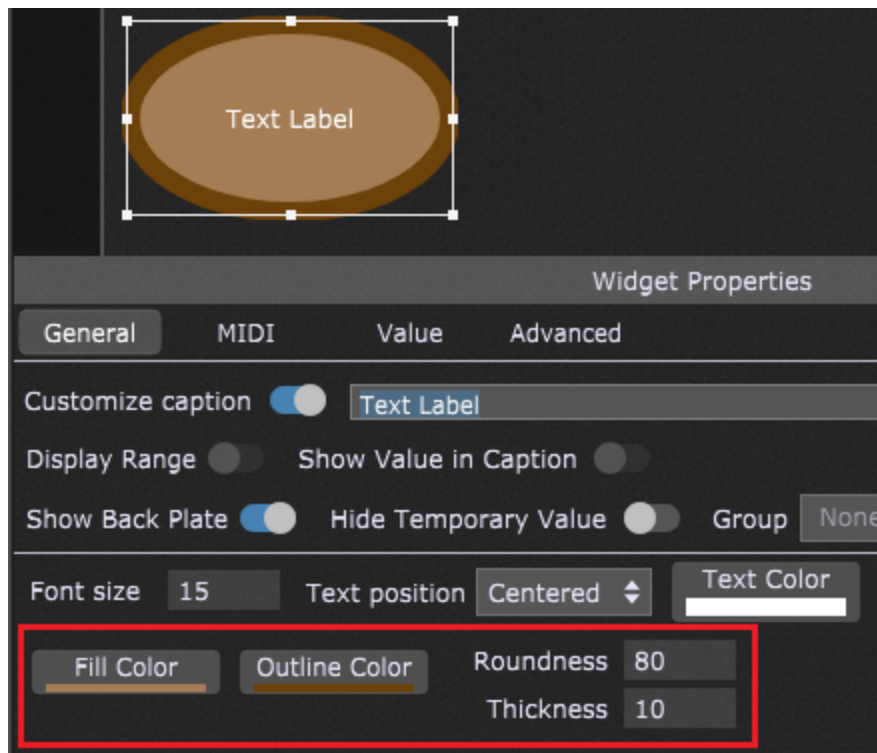 Text Label
Widget Properties
General MIDI Value Advanced
Customize caption Text Label
Display Range Show Value in Caption
Show Back Plate Hide Temporary Value Group None
Font size 15 Text position Centered Text Color
Fill Color Outline Color Roundness 80
Thickness 10